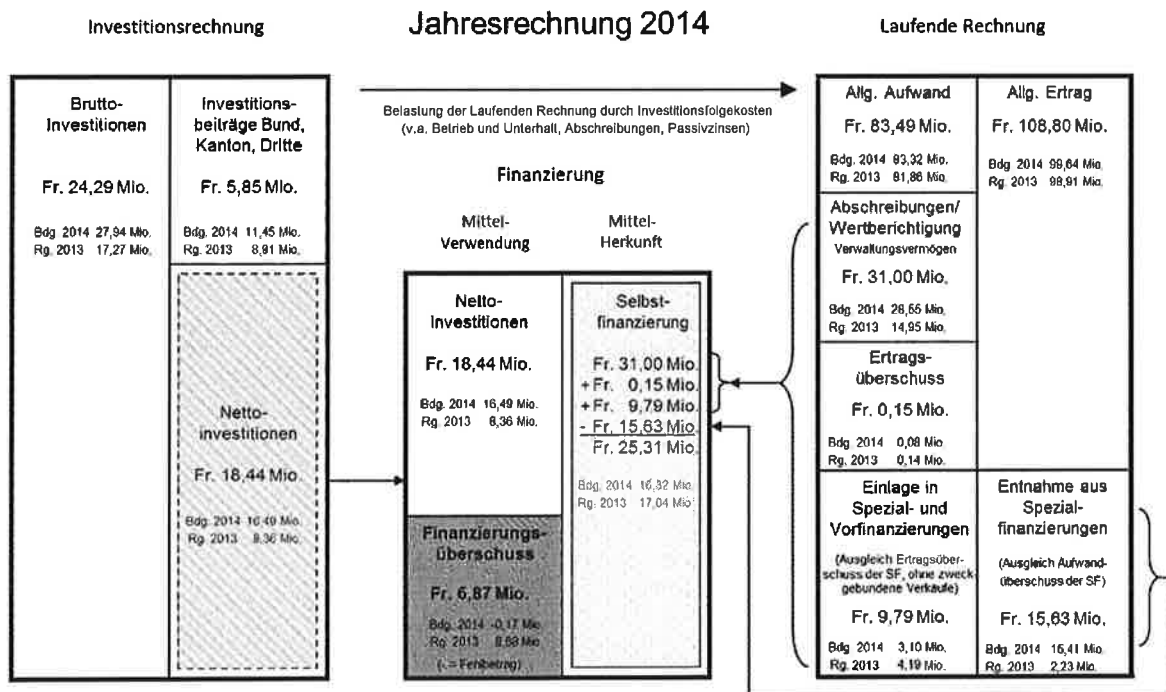 Investitionsrechnung
Jahresrechnung 2014
Laufende Rechnung
Brutto-
Investitionen
Fr. 24,29 Mio.
Bdg 2014 27,94 Mio.
Rg. 2013 17,27 Mio.
Investitions-
beiträge Bund,
Kanton, Dritte
Fr. 5,85 Mio.
Bdg. 2014 11,45 Mio.
Rg. 2013 8,91 Mio.
Netto-
investitionen
Fr. 18,44 Mio.
Bdg. 2014 16,49 Mio.
Rg. 2013 8,36 Mio.
Belastung der Laufenden Rechnung durch Investitionsfolgekosten
(v.a. Betrieb und Unterhalt, Abschreibungen, Passivzinsen)
Finanzierung
Mittel-
Verwendung
Mittel-
Herkunft
Netto-
Investitionen
Fr. 18,44 Mio.
Bdg. 2014 16,49 Mio.
Rg. 2013 8,36 Mio.
Finanzierungs-
überschuss
Fr. 6,87 Mio.
Bdg. 2014 -0,17 Mio.
Rg. 2013 8,68 Mio.
(- = Fehlbetrag)
Selbst-
finanzierung
Fr. 31,00 Mio.
+Fr. 0,15 Mio.
+Fr. 9,79 Mio.
- Fr. 15,63 Mio.
Fr. 25,31 Mio.
Bdg. 2014 16,32 Mio.
Rg. 2013 17,04 Mio.
Allg. Aufwand
Fr. 83,49 Mio.
Bdg. 2014 83,32 Mio.
Rg. 2013 81,86 Mio.
Allg. Ertrag
Fr. 108,80 Mio.
Bdg. 2014 99,64 Mio.
Rg. 2013 98,91 Mio.
Abschreibungen/
Wertberichtigung
Verwaltungsvermögen
Fr. 31,00 Mio.
Bdg. 2014 28,55 Mio.
Rg. 2013 14,95 Mio.
Ertrags-
überschuss
Fr. 0,15 Mio.
Bdg. 2014 0,08 Mio.
Rg. 2013 0,14 Mio.
Einlage in
Spezial- und
Vorfinanzierungen
(Ausgleich Ertragsüber-
schuss der SF, ohne zweck
gebundene Verkäufe)
Fr. 9,79 Mio.
Bdg. 2014 3,10 Mio.
Rg. 2013 4,19 Mio.
Entnahme aus
Spezial-
finanzierungen
(Ausgleich Aufwand-
überschuss der SF)
Fr. 15,63 Mio.
Bdg. 2014 15,41 Mio.
Rg. 2013 2,23 Mio.